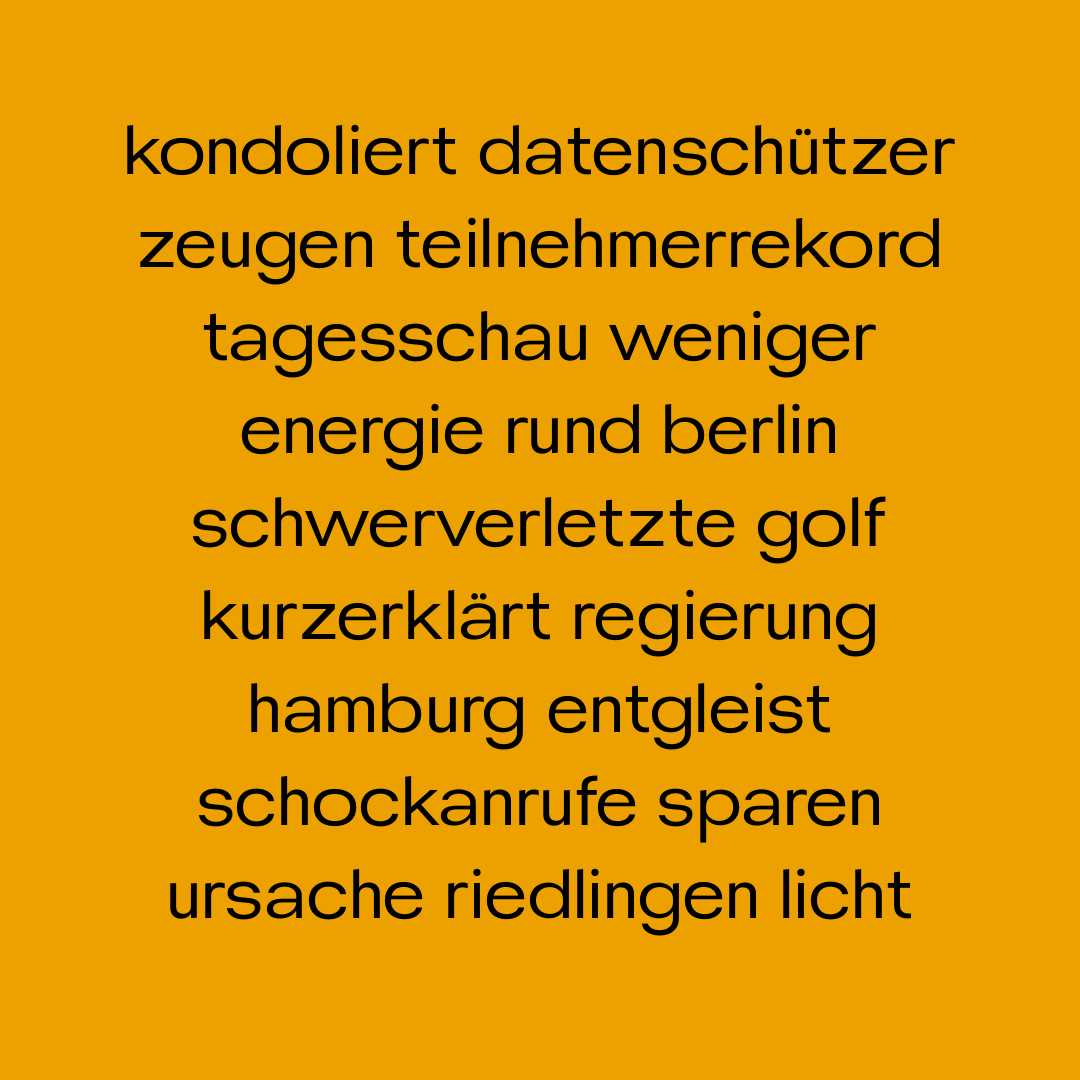 kondoliert datenschützer
zeugen teilnehmerrekord
tagesschau weniger
energie rund berlin
schwerverletzte golf
kurzerklärt regierung
hamburg entgleist
schockanrufe sparen
ursache riedlingen licht